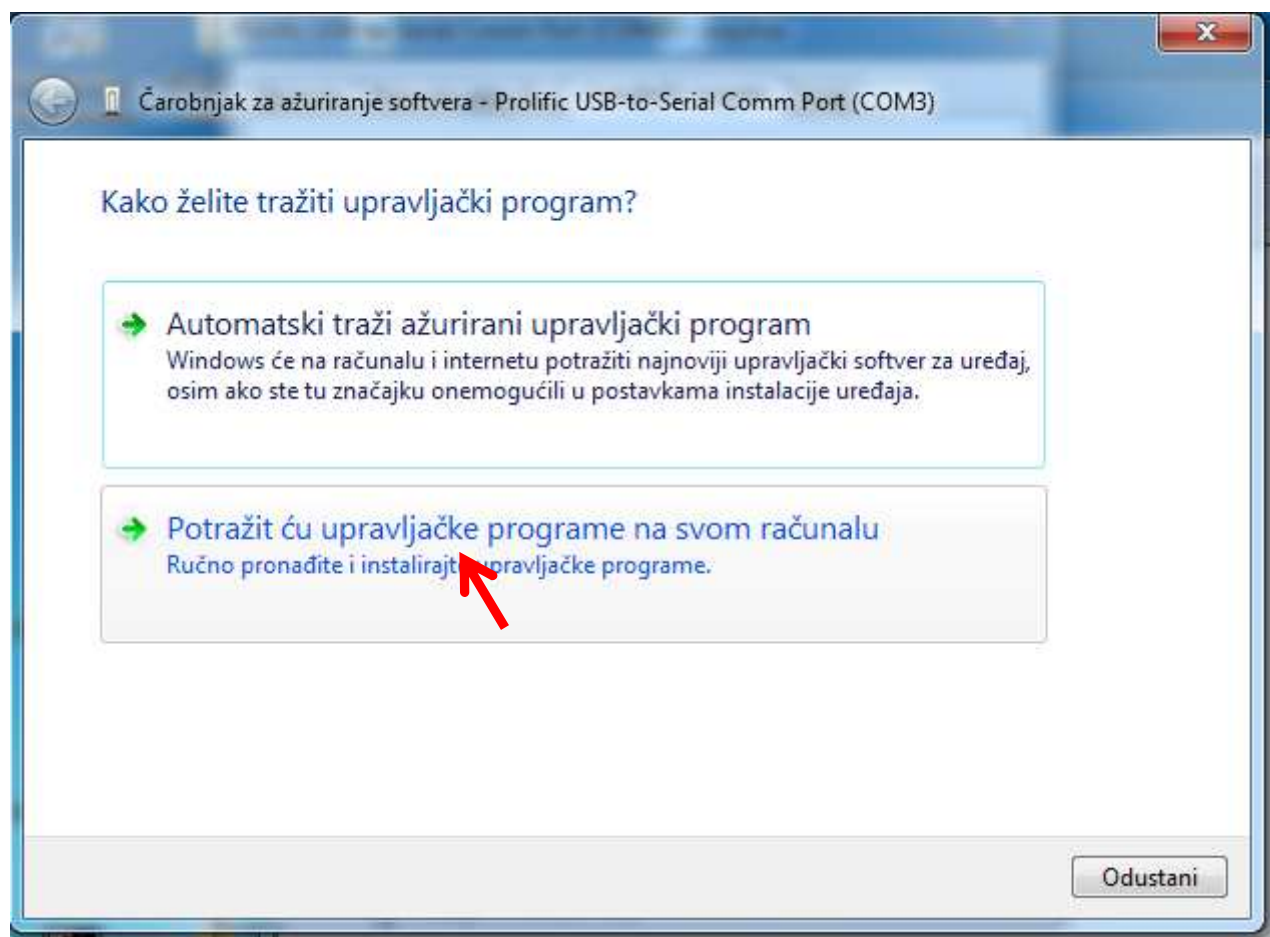 Čarobnjak za ažuriranje softvera - Prolific USB-to-Serial Comm Port (COM3)
Kako želite tražiti upravljački program?
Automatski traži ažurirani upravljački program
Windows će na računalu i internetu potražiti najnoviji upravljački softver za uređaj,
osim ako ste tu značajku onemogućili u postavkama instalacije uređaja.
Potražit ću upravljačke programe na svom računalu
Ručno pronađite i instalirajte upravljačke programe.
Odustani